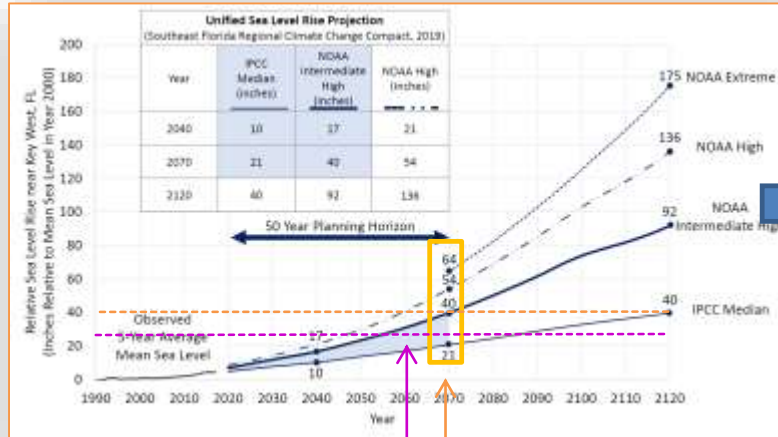 Unified Sea Level Rise Projection
(Southeast Florida Regional Climate Change Compact, 2019)
Year
IPCC
Median
(inches)
NOAA
Intermediate
High
(inches)
NOAA High
(inches)
2040 10 17 21
2070 21 40 54
2120 40 92 136
200
180
160
140
120
100
80
60
40
20
0
Relative Sea Level Rise near Key West, FL
(Inches Relative to Mean Sea Level in Year 2000)
50 Year Planning Horizon
175 NOAA Extreme
136
NOAA High
92
NOAA
Intermediate High
40
IPCC Median
64
54
40
21
17
10
Observed
5-Year Average
Mean Sea Level
1990 2000 2010 2020 2030 2040 2050 2060 2070 2080 2090 2100 2110 2120
Year